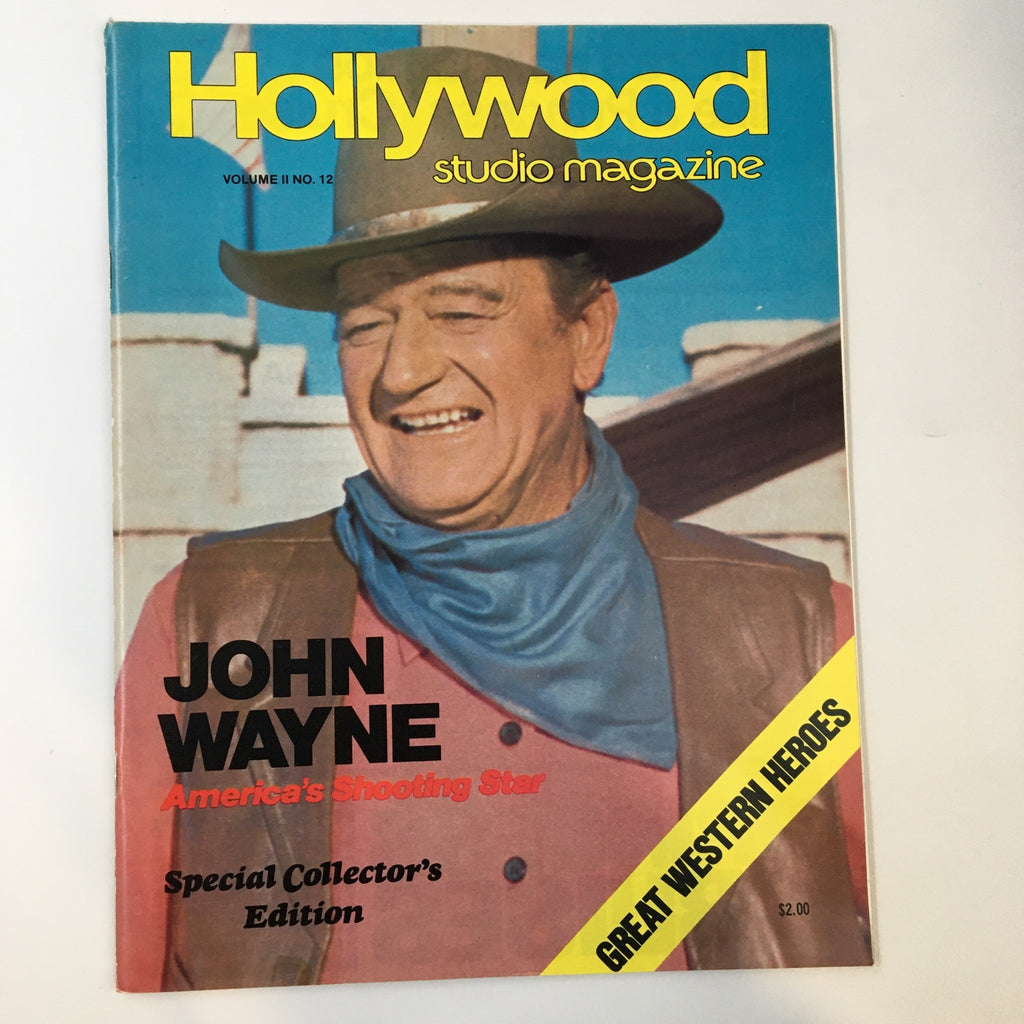 Hollywood
studio magazine
VOLUME II NO. 12
JOHN
WAYNE
America's Shooting Star
Special Collector's
Edition
GREAT WESTERN HEROES
$2.00